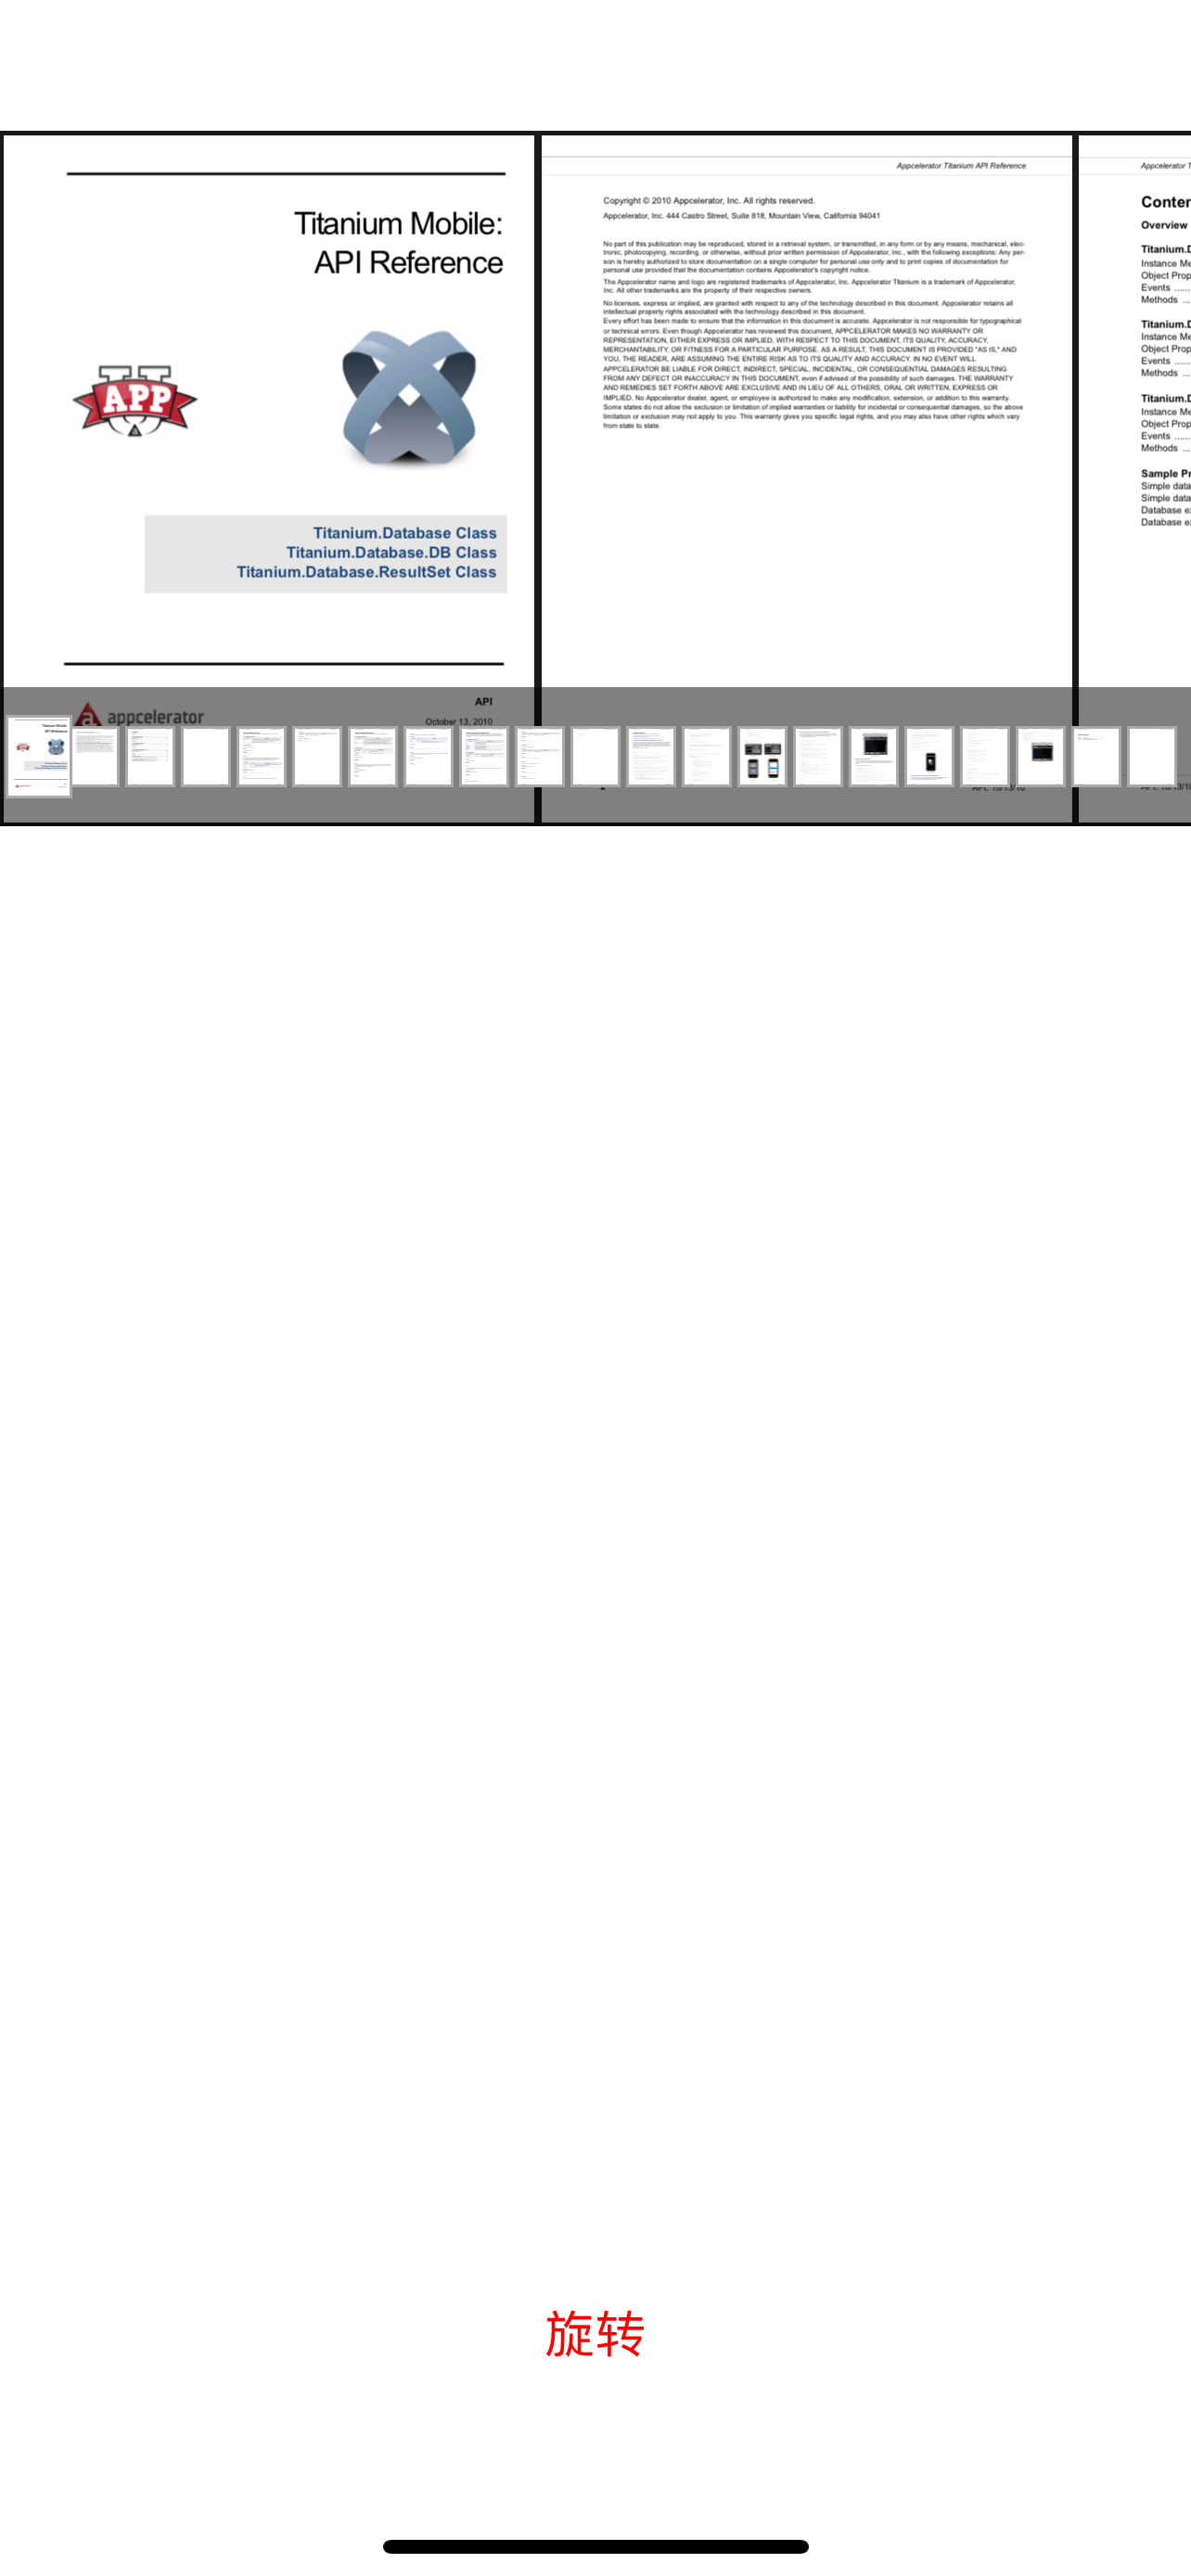 Titanium Mobile:
API Reference
APP
Titanium.Database Class
Titanium.Database.DB Class
Titanium.Database.ResultSet Class
appcelerator
API
October 13, 2010
Appcelerator Titanium API Reference
Copyright © 2010 Appcelerator, Inc. All rights reserved.
Appcelerator, Inc. 444 Castro Street, Suite 818, Mountain View, California 94041
No part of this publication may be reproduced, stored in a retrieval system, or transmitted, in any form or by any means, mechanical, elec-
tronic, photocopying, recording, or otherwise, without prior written permission of Appcelerator, Inc., with the following exceptions: Any per-
son is hereby authorized to store documentation on a single computer for personal use only and to print copies of documentation for
personal use provided that the documentation contains Appcelerator's copyright notice.
The Appcelerator name and logo are registered trademarks of Appcelerator, Inc. Appcelerator Titanium is a trademark of Appcelerator,
Inc. All other trademarks are the property of their respective owners.
No licenses, express or implied, are granted with respect to any of the technology described in this document. Appcelerator retains all
intellectual property rights associated with the technology described in this document.
Every effort has been made to ensure that the information in this document is accurate. Appcelerator is not responsible for typographical
or technical errors. Even though Appcelerator has reviewed this document, APPCELERATOR MAKES NO WARRANTY OR
REPRESENTATION, EITHER EXPRESS OR IMPLIED, WITH RESPECT TO THIS DOCUMENT, ITS QUALITY, ACCURACY,
MERCHANTABILITY, OR FITNESS FOR A PARTICULAR PURPOSE. AS A RESULT, THIS DOCUMENT IS PROVIDED "AS IS," AND
YOU, THE READER, ARE ASSUMING THE ENTIRE RISK AS TO ITS QUALITY AND ACCURACY. IN NO EVENT WILL
APPCELERATOR BE LIABLE FOR DIRECT, INDIRECT, SPECIAL, INCIDENTAL, OR CONSEQUENTIAL DAMAGES RESULTING
FROM ANY DEFECT OR INACCURACY IN THIS DOCUMENT, even if advised of the possibility of such damages. THE WARRANTY
AND REMEDIES SET FORTH ABOVE ARE EXCLUSIVE AND IN LIEU OF ALL OTHERS, ORAL OR WRITTEN, EXPRESS OR
IMPLIED. No Appcelerator dealer, agent, or employee is authorized to make any modification, extension, or addition to this warranty.
Some states do not allow the exclusion or limitation of implied warranties or liability for incidental or consequential damages, so the above
limitation or exclusion may not apply to you. This warranty gives you specific legal rights, and you may also have other rights which vary
from state to state.
API, 10/13/10
Appcelerator T
Conter
Overview
Titanium.D
Instance Me
Object Prop
Events ......
Methods ...
Titanium.D
Instance Me
Object Prop
Events ......
Methods ...
Titanium.D
Instance Me
Object Prop
Events ......
Methods ...
Sample Pr
Simple data
Simple data
Database ex
Database ex
旋转